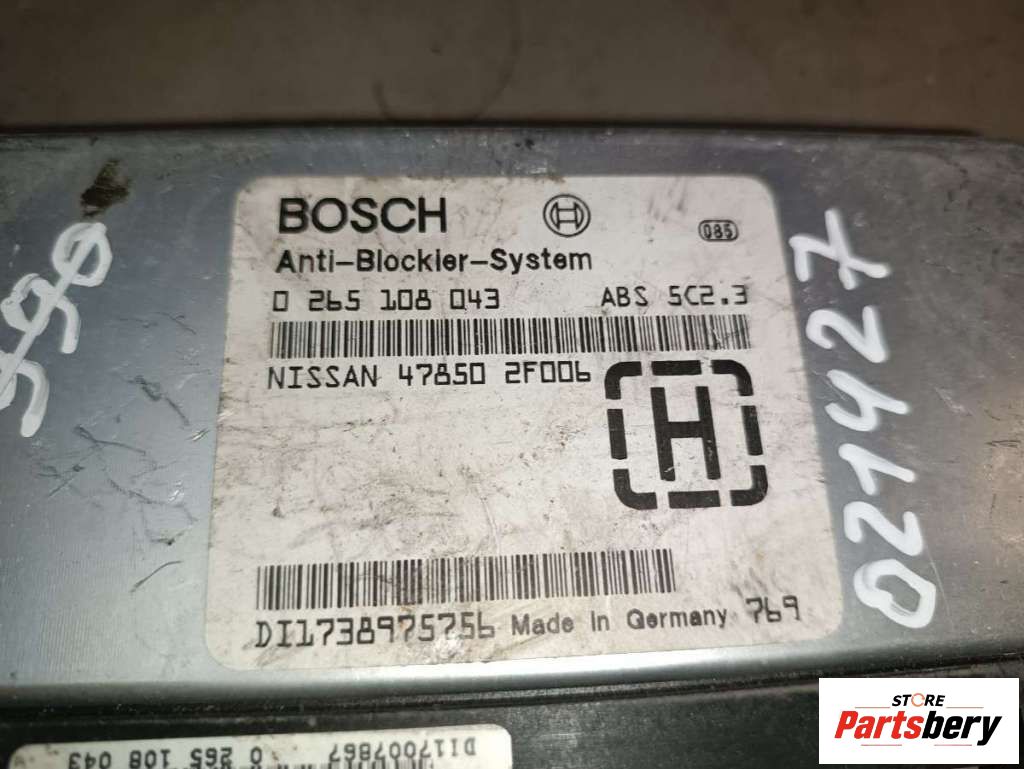 BOSCH
085
Anti-Blockier-System
0 265 108 043 ABS SC2.3
NISSAN 47850 2F006
H
DI1738975756 Made in Germany 769
021427
DI17007867 0 265 108 043
STORE
Partsbery